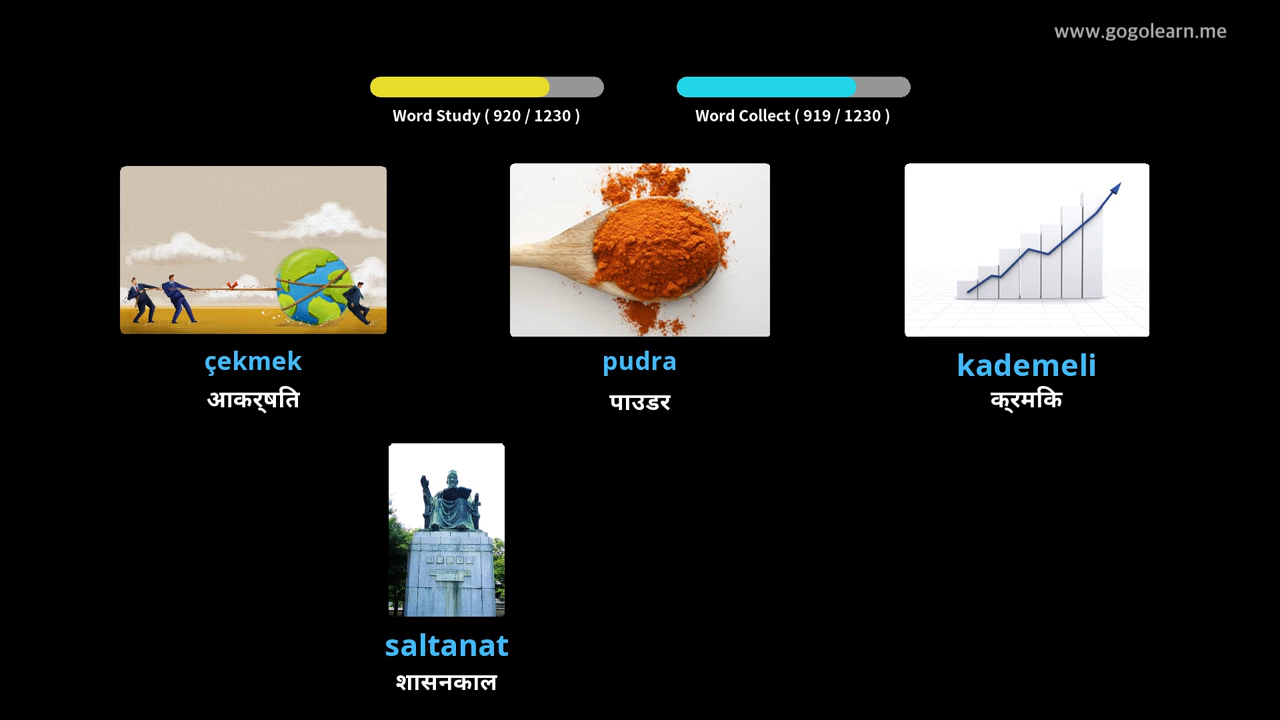 www.gogolearn.me
Word Study ( 920 / 1230 )
Word Collect ( 919 / 1230 )
çekmek
आकर्षति
pudra
पाउडर
kademeli
क्रमकि
saltanat
शासनकाल